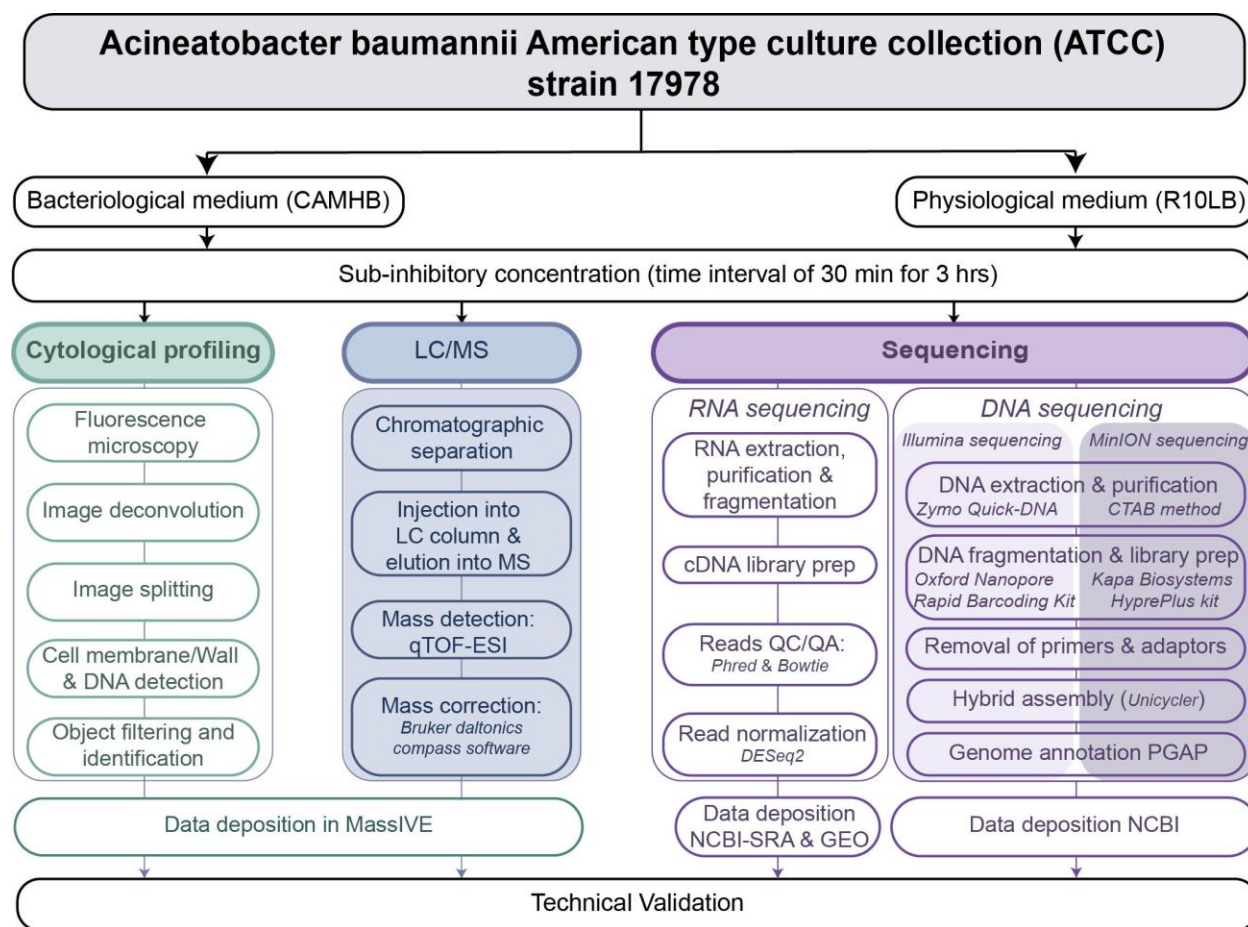 Acineatobacter baumannii American type culture collection (ATCC)
strain 17978
Bacteriological medium (CAMHB)
Physiological medium (R10LB)
Sub-inhibitory concentration (time interval of 30 min for 3 hrs)
Cytological profiling
Fluorescence
microscopy
Image deconvolution
Image splitting
Cell membrane/Wall
& DNA detection
Object filtering and
identification
LC/MS
Chromatographic
separation
Injection into
LC column &
elution into MS
Mass detection:
qTOF-ESI
Mass correction:
Bruker daltonics
compass software
Data deposition in MassIVE
Sequencing
RNA sequencing
RNA extraction,
purification &
fragmentation
cDNA library prep
Reads QC/QA:
Phred & Bowtie
Read normalization
DESeq2
Data deposition
NCBI-SRA & GEO
DNA sequencing
Illumina sequencing
MinION sequencing
DNA extraction & purification
Zymo Quick-DNA
CTAB method
DNA fragmentation & library prep
Oxford Nanopore
Rapid Barcoding Kit
Kapa Biosystems
HyprePlus kit
Removal of primers & adaptors
Hybrid assembly (Unicycler)
Genome annotation PGAP
Data deposition NCBI
Technical Validation